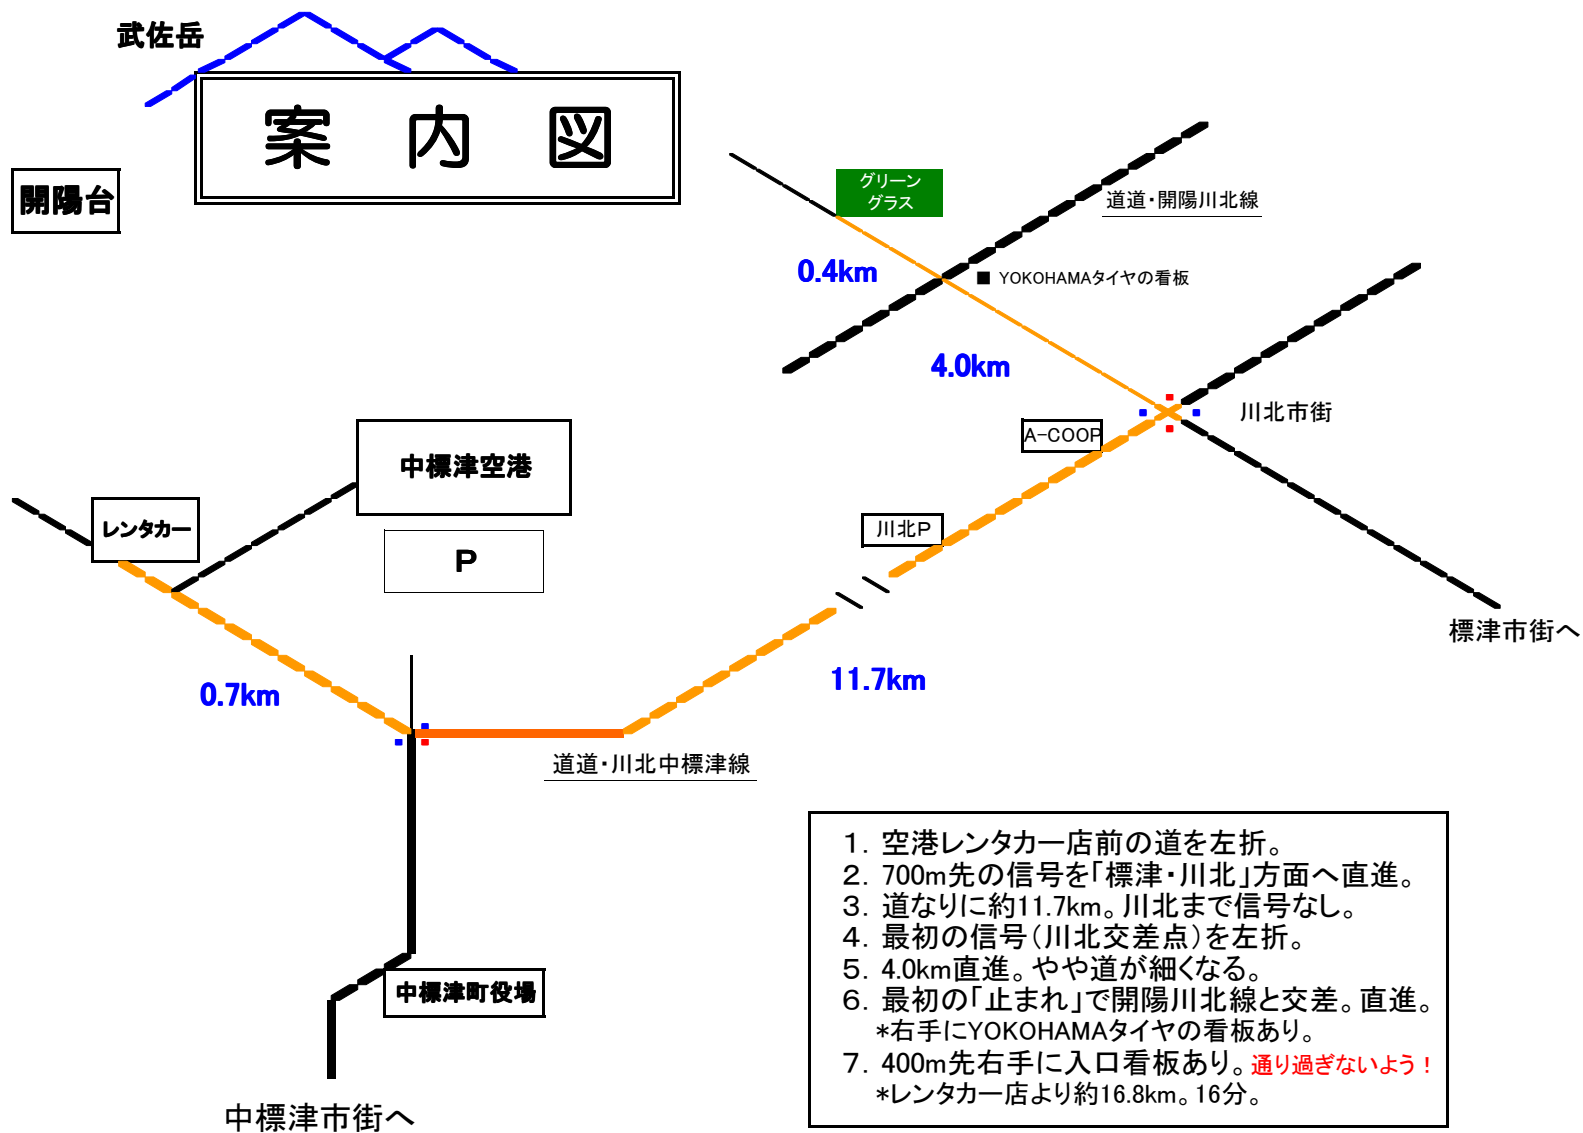 武佐岳
案内図
開陽台
グリーン
グラス
道道・開陽川北線
0.4km
■ YOKOHAMAタイヤの看板
4.0km
川北市街
A-COOP
中標津空港
レンタカー
川北P
P
標津市街へ
0.7km
11.7km
道道・川北中標津線
中標津町役場
中標津市街へ
1. 空港レンタカー店前の道を左折。
2. 700m先の信号を「標津・川北」方面へ直進。
3. 道なりに約11.7km。川北まで信号なし。
4. 最初の信号(川北交差点)を左折。
5. 4.0km直進。やや道が細くなる。
6. 最初の「止まれ」で開陽川北線と交差。直進。
*右手にYOKOHAMAタイヤの看板あり。
7. 400m先右手に入口看板あり。通り過ぎないよう！
*レンタカー店より約16.8km。16分。